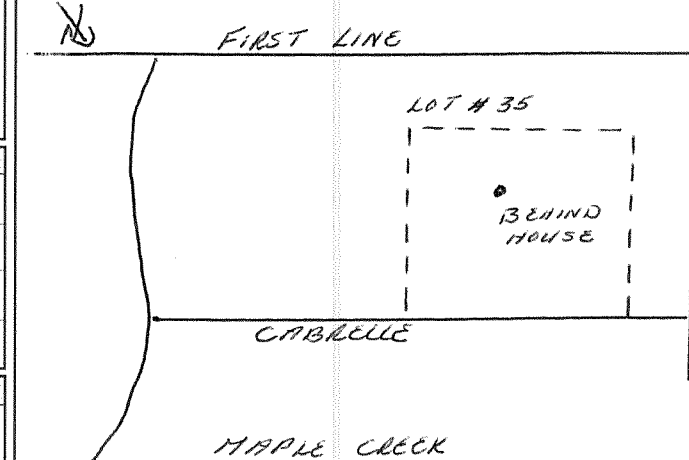 N
FIRST LINE
LOT # 35
BEHIND
HOUSE
CABRELLE
MAPLE CREEK